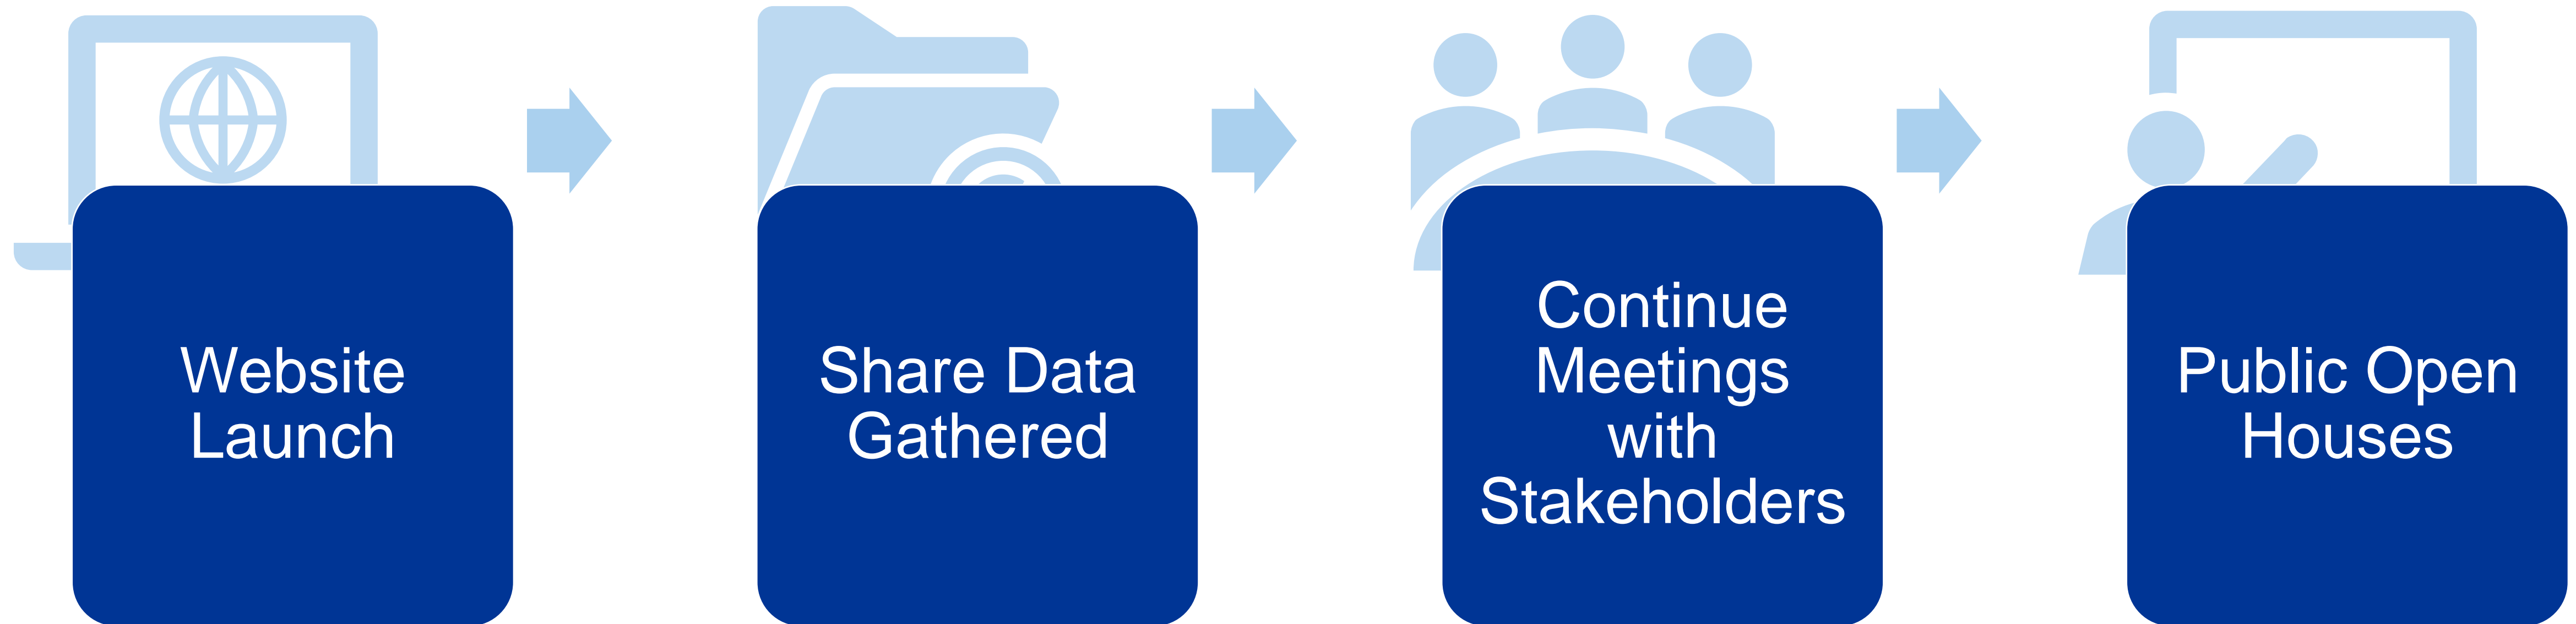 Website
Launch
Share Data
Gathered
Continue
Meetings
with
Stakeholders
Public Open
Houses